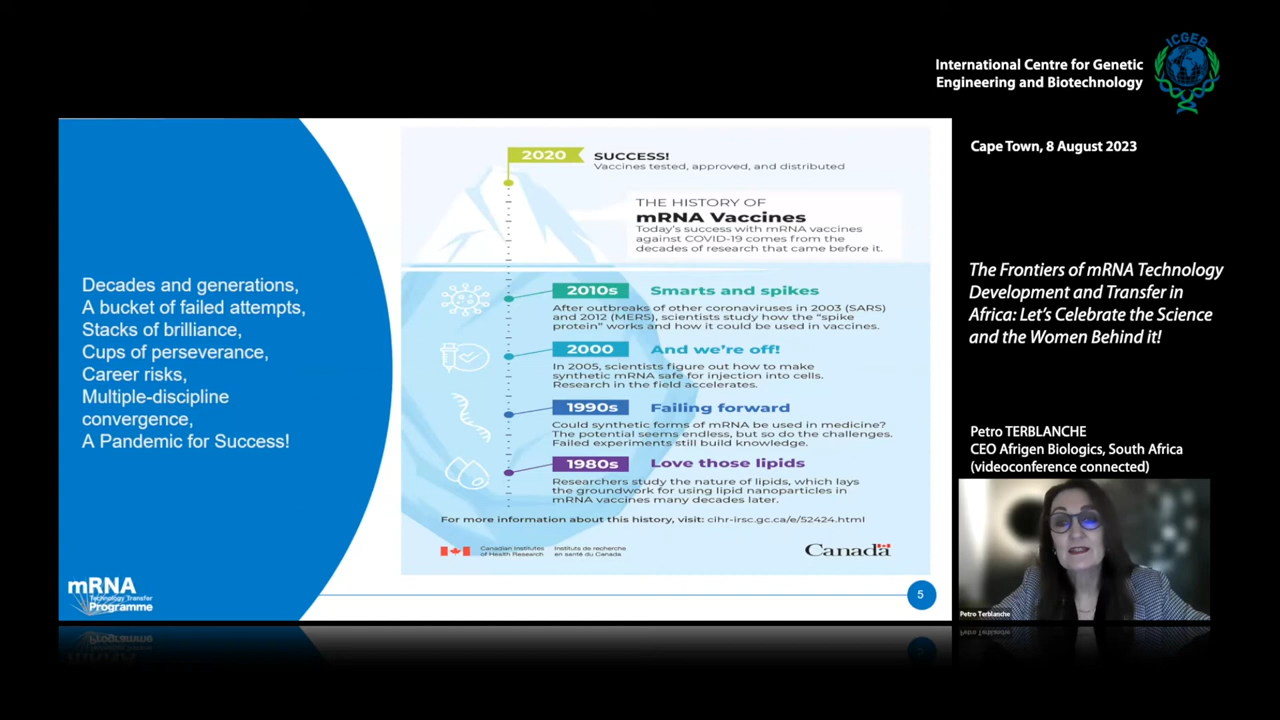 ICGEB
International Centre for Genetic
Engineering and Biotechnology
Cape Town, 8 August 2023
The Frontiers of mRNA Technology
Development and Transfer in
Africa: Let's Celebrate the Science
and the Women Behind it!
Petro TERBLANCHE
CEO Afrigen Biologics, South Africa
(videoconference connected)
Petro Terblanche
Decades and generations,
A bucket of failed attempts,
Stacks of brilliance,
Cups of perseverance,
Career risks,
Multiple-discipline
convergence,
A Pandemic for Success!
mRNA
Technology Transfer
Programme
2020 SUCCESS!
Vaccines tested, approved, and distributed
THE HISTORY OF
mRNA Vaccines
Today's success with mRNA vaccines
against COVID-19 comes from the
decades of research that came before it.
2010s Smarts and spikes
After outbreaks of other coronaviruses in 2003 (SARS)
and 2012 (MERS), scientists study how the "spike
protein" works and how it could be used in vaccines.
2000 And we're off!
In 2005, scientists figure out how to make
synthetic mRNA safe for injection into cells.
Research in the field accelerates.
1990s Failing forward
Could synthetic forms of mRNA be used in medicine?
The potential seems endless, but so do the challenges.
Failed experiments still build knowledge.
1980s Love those lipids
Researchers study the nature of lipids, which lays
the groundwork for using lipid nanoparticles in
mRNA vaccines many decades later.
For more information about this history, visit: cihr-irsc.gc.ca/e/52424.html
Canadian Institutes
of Health Research
Instituts de recherche
en santé du Canada
Canada
5